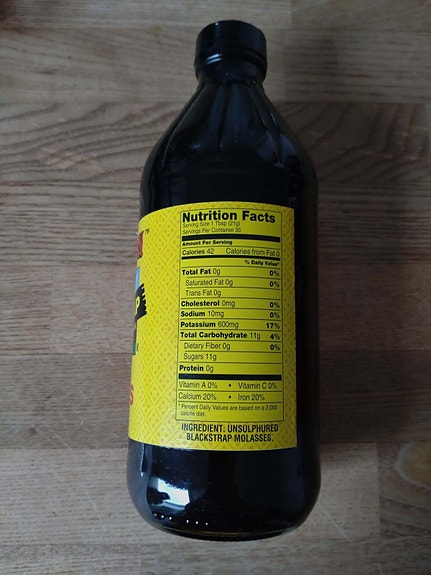 Nutrition Facts
Serving Size 1 Tbsp (21g)
Servings Per Container 30
Amount Per Serving
Calories 42 Calories from Fat 0
% Daily Value*
Total Fat 0g 0%
Saturated Fat 0g 0%
Trans Fat 0g
Cholesterol 0mg 0%
Sodium 10mg 0%
Potassium 600mg 17%
Total Carbohydrate 11g 4%
Dietary Fiber 0g 0%
Sugars 11g
Protein 0g
Vitamin A 0% • Vitamin C 0%
Calcium 20% • Iron 20%
* Percent Daily Values are based on a 2,000
calorie diet.
INGREDIENT: UNSULPHURED
BLACKSTRAP MOLASSES.
TM